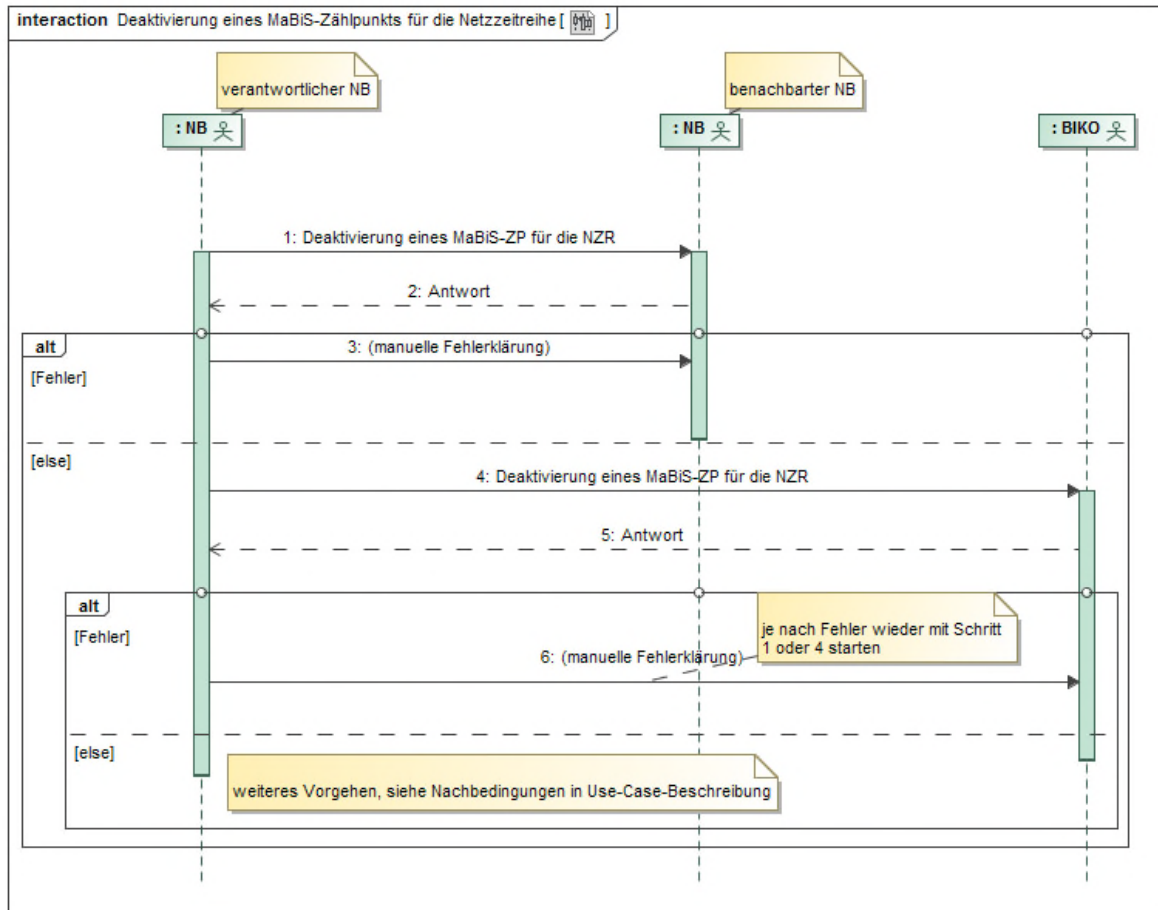 interaction Deaktivierung eines MaBiS-Zählpunkts für die Netzzeitreihe [ ]
verantwortlicher NB
benachbarter NB
: NB
: NB
: BIKO
1: Deaktivierung eines MaBiS-ZP für die NZR
2: Antwort
alt
3: (manuelle Fehlerklärung)
[Fehler]
[else]
4: Deaktivierung eines MaBiS-ZP für die NZR
5: Antwort
alt
[Fehler]
je nach Fehler wieder mit Schritt
1 oder 4 starten
6: (manuelle Fehlerklärung)
[else]
weiteres Vorgehen, siehe Nachbedingungen in Use-Case-Beschreibung